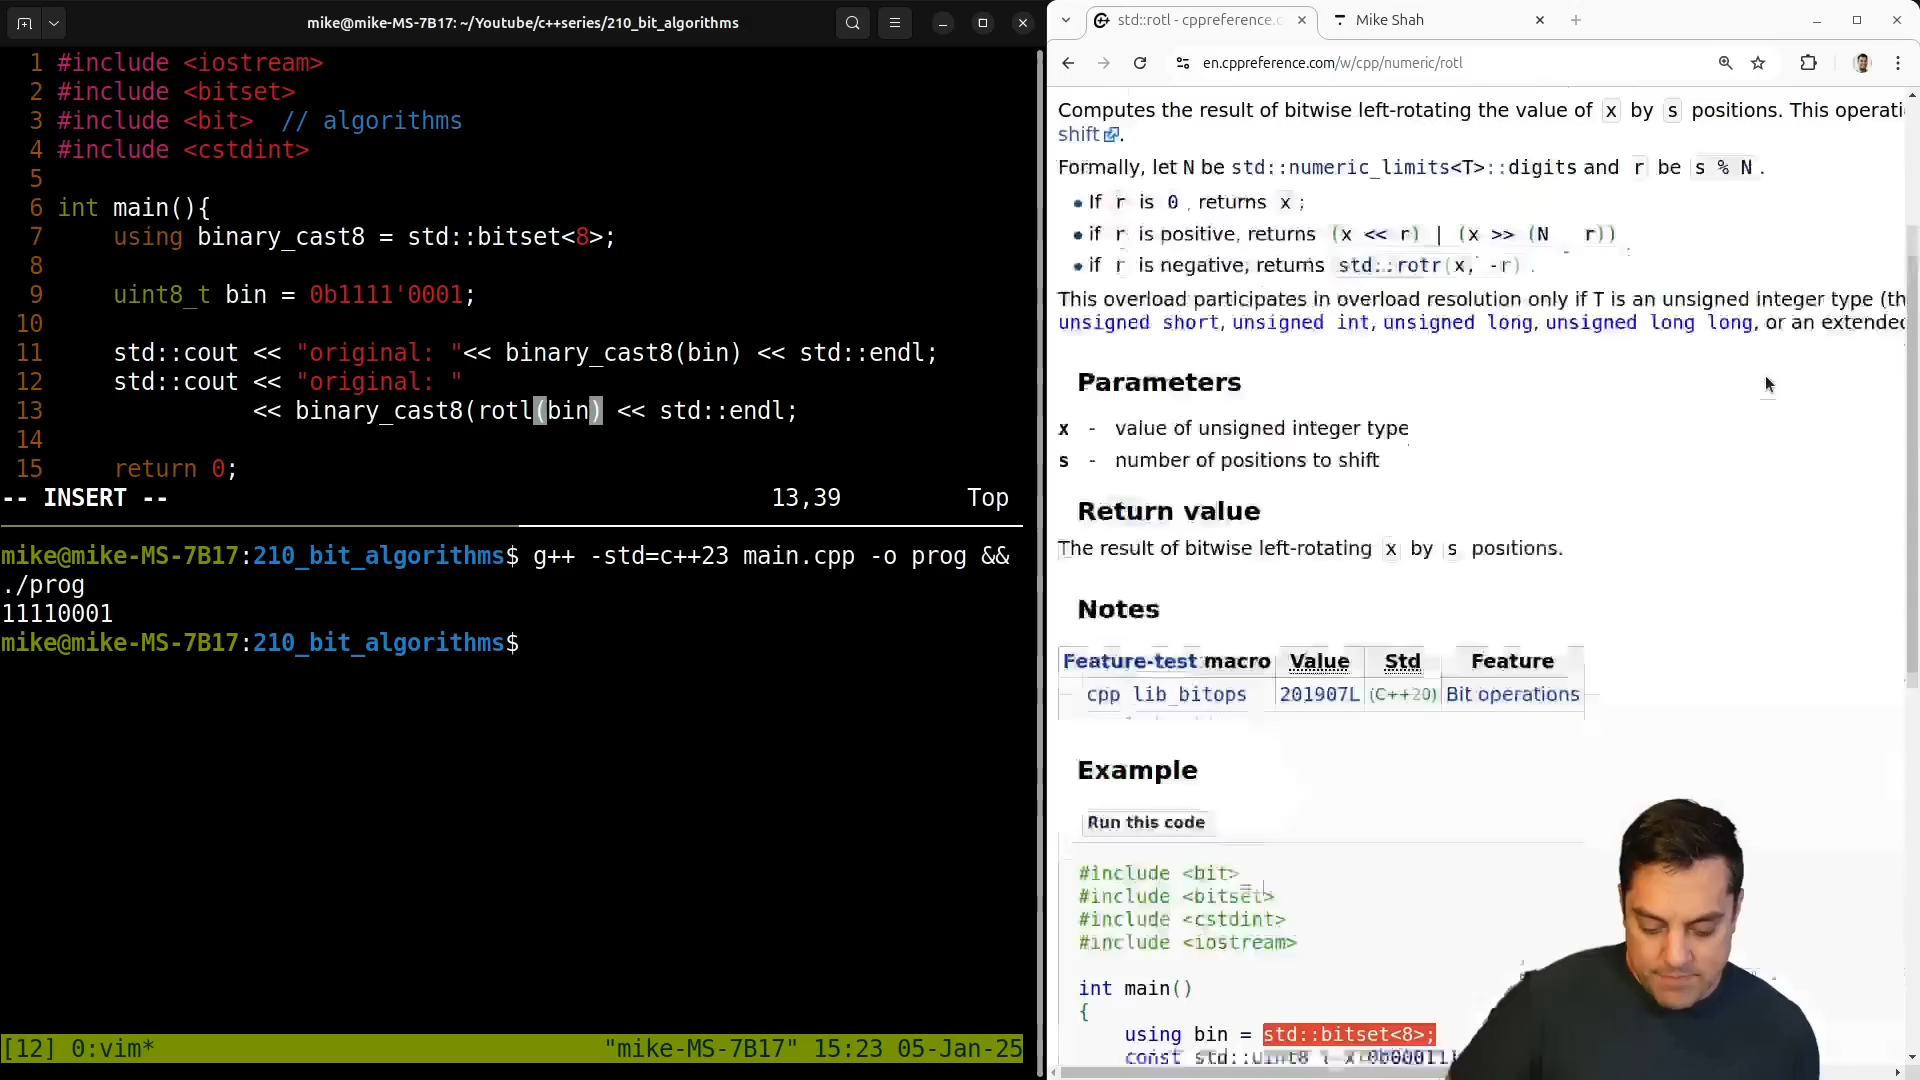 mike@mike-MS-7B17: ~/Youtube/c++series/210_bit_algorithms
1 #include <iostream>
2 #include <bitset>
3 #include <bit>  // algorithms
4 #include <cstdint>
5
6 int main(){
7     using binary_cast8 = std::bitset<8>;
8
9     uint8_t bin = 0b1111'0001;
10
11     std::cout << "original: "<< binary_cast8(bin) << std::endl;
12     std::cout << "original: "
13              << binary_cast8(rotl(bin) << std::endl;
14
15     return 0;
-- INSERT --    13,39    Top
mike@mike-MS-7B17:210_bit_algorithms$ g++ -std=c++23 main.cpp -o prog &&
./prog
11110001
mike@mike-MS-7B17:210_bit_algorithms$
[12] 0:vim*    "mike-MS-7B17" 15:23 05-Jan-25
std::rotl - cppreference.c
Mike Shah
en.cppreference.com/w/cpp/numeric/rotl
Computes the result of bitwise left-rotating the value of x by s positions. This operati
shift.
Formally, let N be std::numeric_limits<T>::digits and r be s % N.
If r is 0, returns x;
if r is positive, returns (x << r) | (x >> (N - r))
if r is negative, returns std::rotr(x, -r).
This overload participates in overload resolution only if T is an unsigned integer type (th
unsigned short, unsigned int, unsigned long, unsigned long long, or an extended
Parameters
x - value of unsigned integer type
s - number of positions to shift
Return value
The result of bitwise left-rotating x by s positions.
Notes
Feature-test macro Value Std Feature
cpp lib_bitops 201907L (C++20) Bit operations
Example
Run this code
#include <bit>
#include <bitset>
#include <cstdint>
#include <iostream>
int main()
{
using bin = std::bitset<8>;
const std::uint8